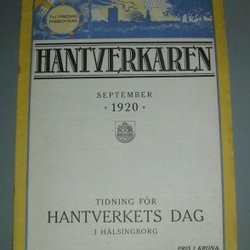 HANTVERKAREN
SEPTEMBER
• 1920 •
TIDNING FÖR
HANTVERKETS DAG
I HÄLSINGBORG
PRIS 1 KRONA